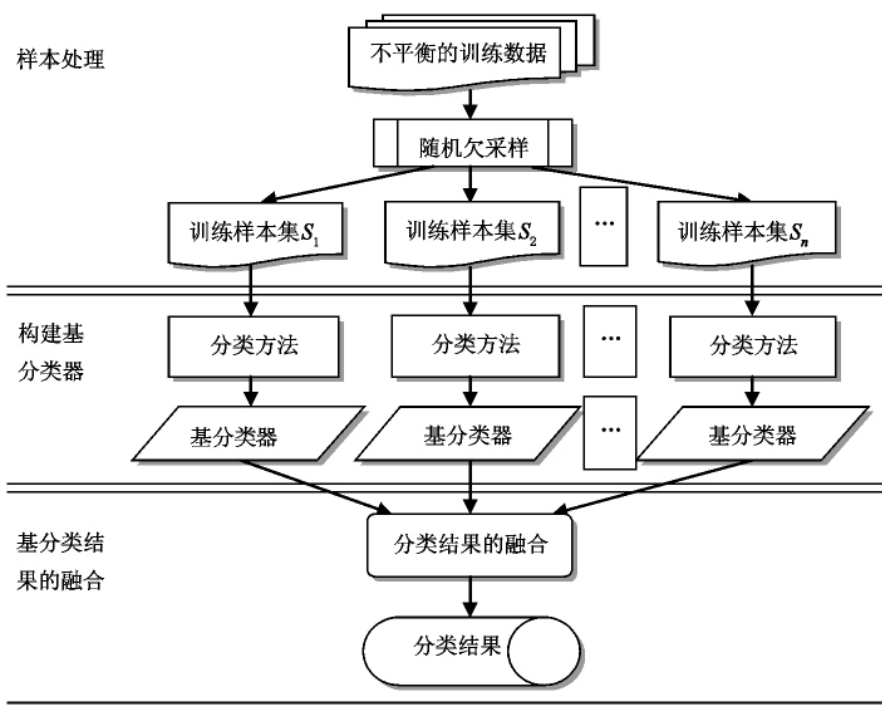 样本处理
不平衡的训练数据
随机欠采样
训练样本集S1
训练样本集S2
...
训练样本集Sn
构建基
分类器
分类方法
分类方法
...
分类方法
基分类器
基分类器
...
基分类器
基分类结
果的融合
分类结果的融合
分类结果